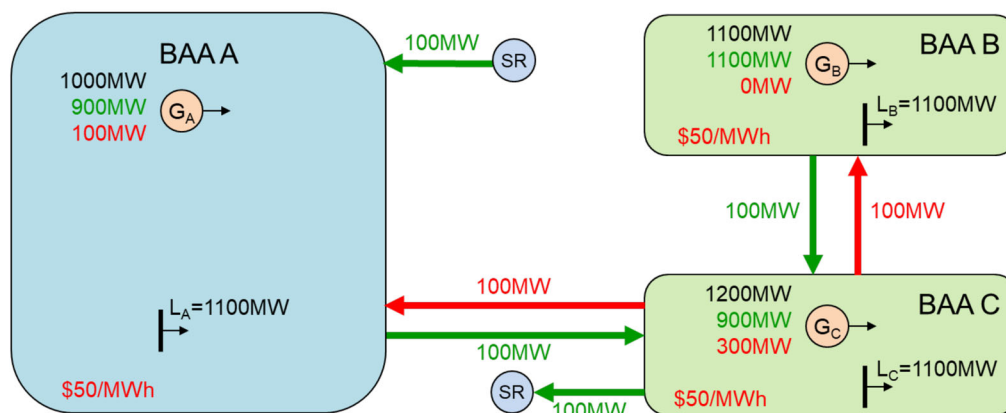 BAA A
1000MW
900MW
100MW
GA
LA=1100MW
$50/MWh
100MW
SR
1100MW
1100MW
0MW
GB
BAA B
LB=1100MW
$50/MWh
100MW
100MW
100MW
100MW
SR
100MW
1200MW
900MW
300MW
GC
BAA C
LC=1100MW
$50/MWh